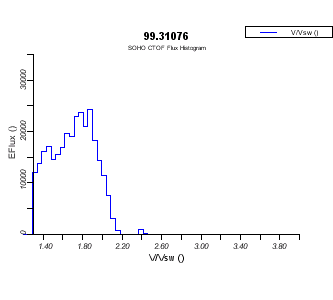 99.31076
SOHO CTOF Flux Histogram
V/Vsw ()
EFlux ()
30000
20000
10000
0
1.40 1.80 2.20 2.60 3.00 3.40 3.80
V/Vsw ()